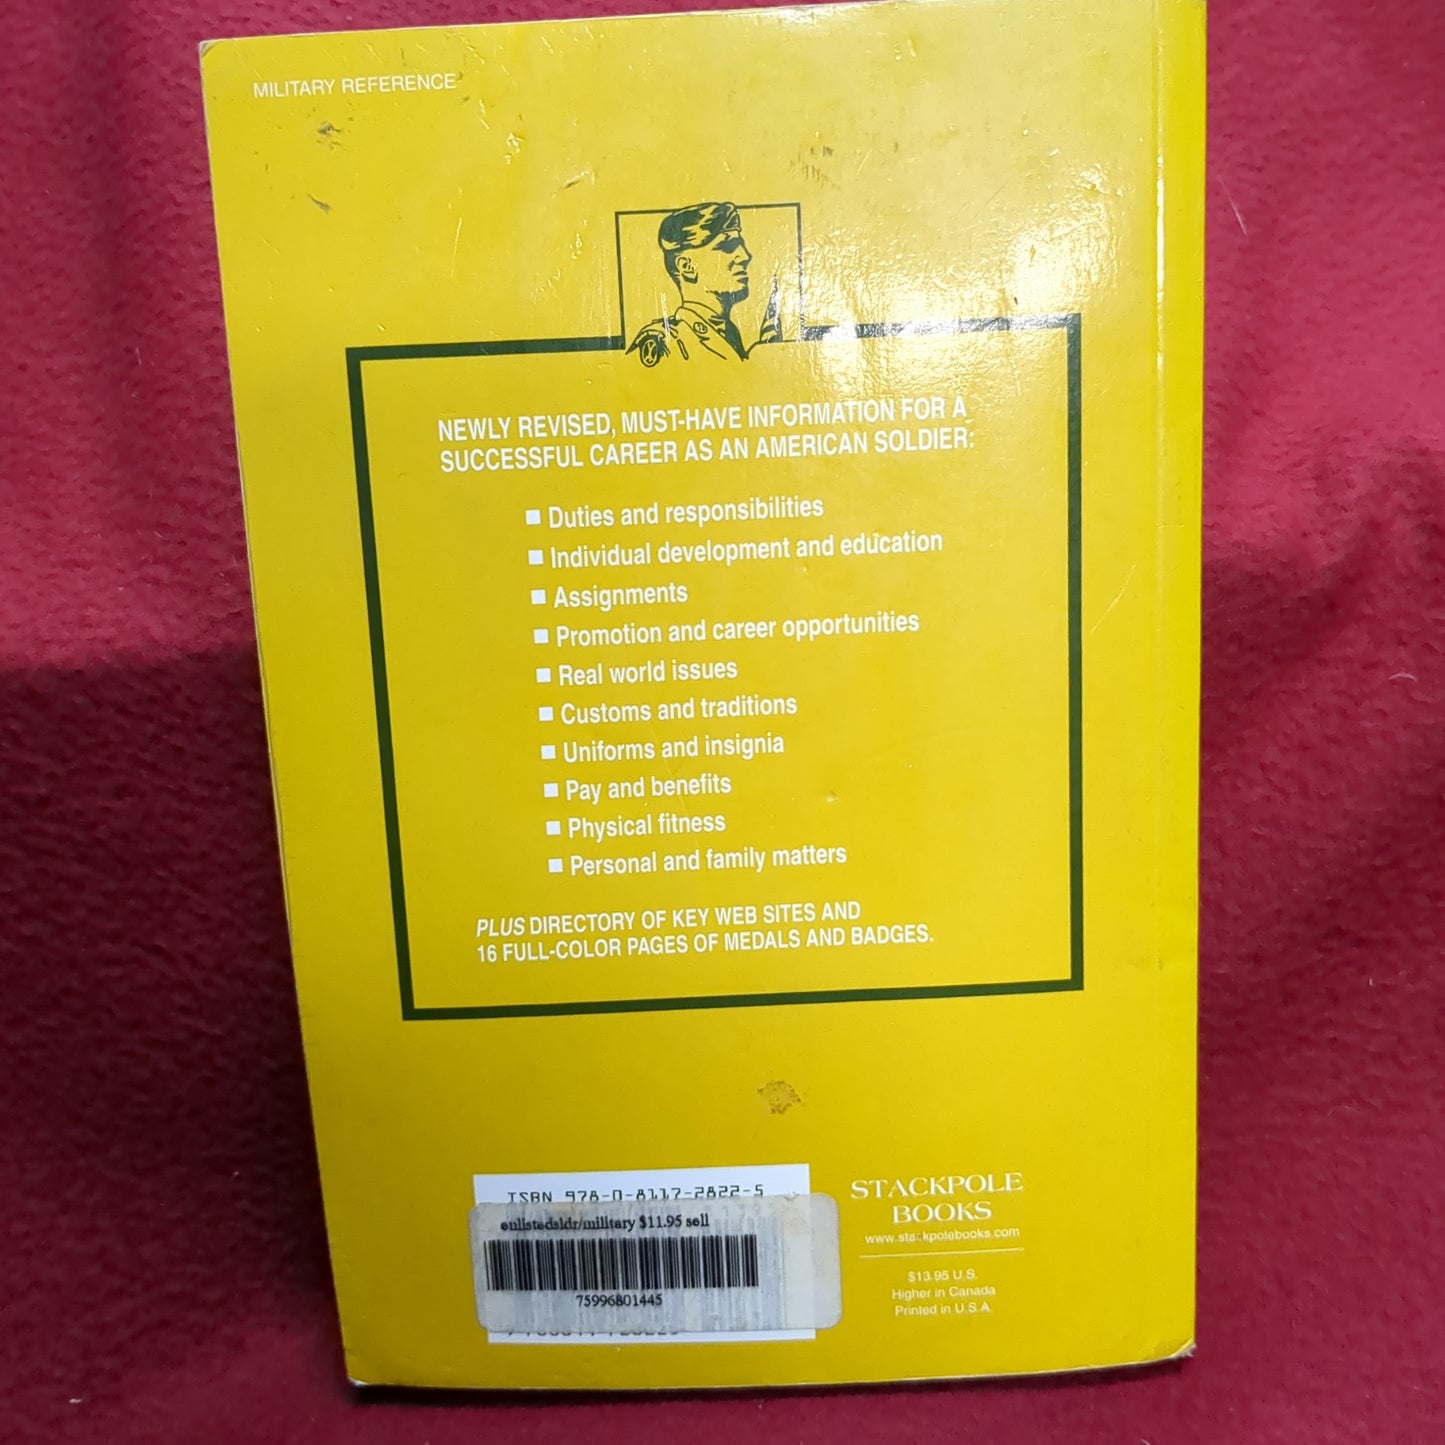 MILITARY REFERENCE
NEWLY REVISED, MUST-HAVE INFORMATION FOR A
SUCCESSFUL CAREER AS AN AMERICAN SOLDIER:
■ Duties and responsibilities
■ Individual development and education
■ Assignments
■ Promotion and career opportunities
■ Real world issues
■ Customs and traditions
■ Uniforms and insignia
■ Pay and benefits
■ Physical fitness
■ Personal and family matters
PLUS DIRECTORY OF KEY WEB SITES AND
16 FULL-COLOR PAGES OF MEDALS AND BADGES.
ISBN 978-0-8117-2822-5
enlistedsldr/military $11.95 sell
75996801445
STACKPOLE
BOOKS
www.stackpolebooks.com
$13.95 U.S.
Higher in Canada
Printed in U.S.A.